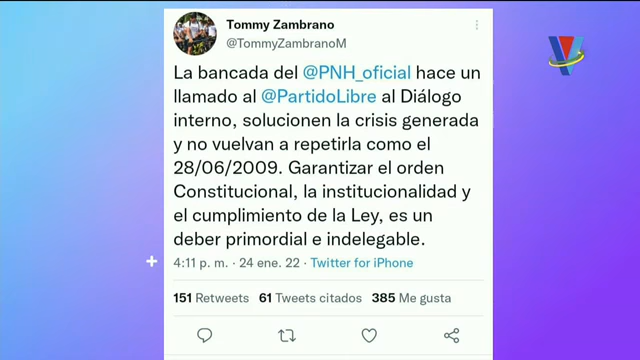 Tommy Zambrano
@TommyZambranoM
La bancada del @PNH_oficial hace un
llamado al @PartidoLibre al Diálogo
interno, solucionen la crisis generada
y no vuelvan a repetirla como el
28/06/2009. Garantizar el orden
Constitucional, la institucionalidad y
el cumplimiento de la Ley, es un
deber primordial e indelegable.
4:11 p. m. · 24 ene. 22 · Twitter for iPhone
151 Retweets 61 Tweets citados 385 Me gusta